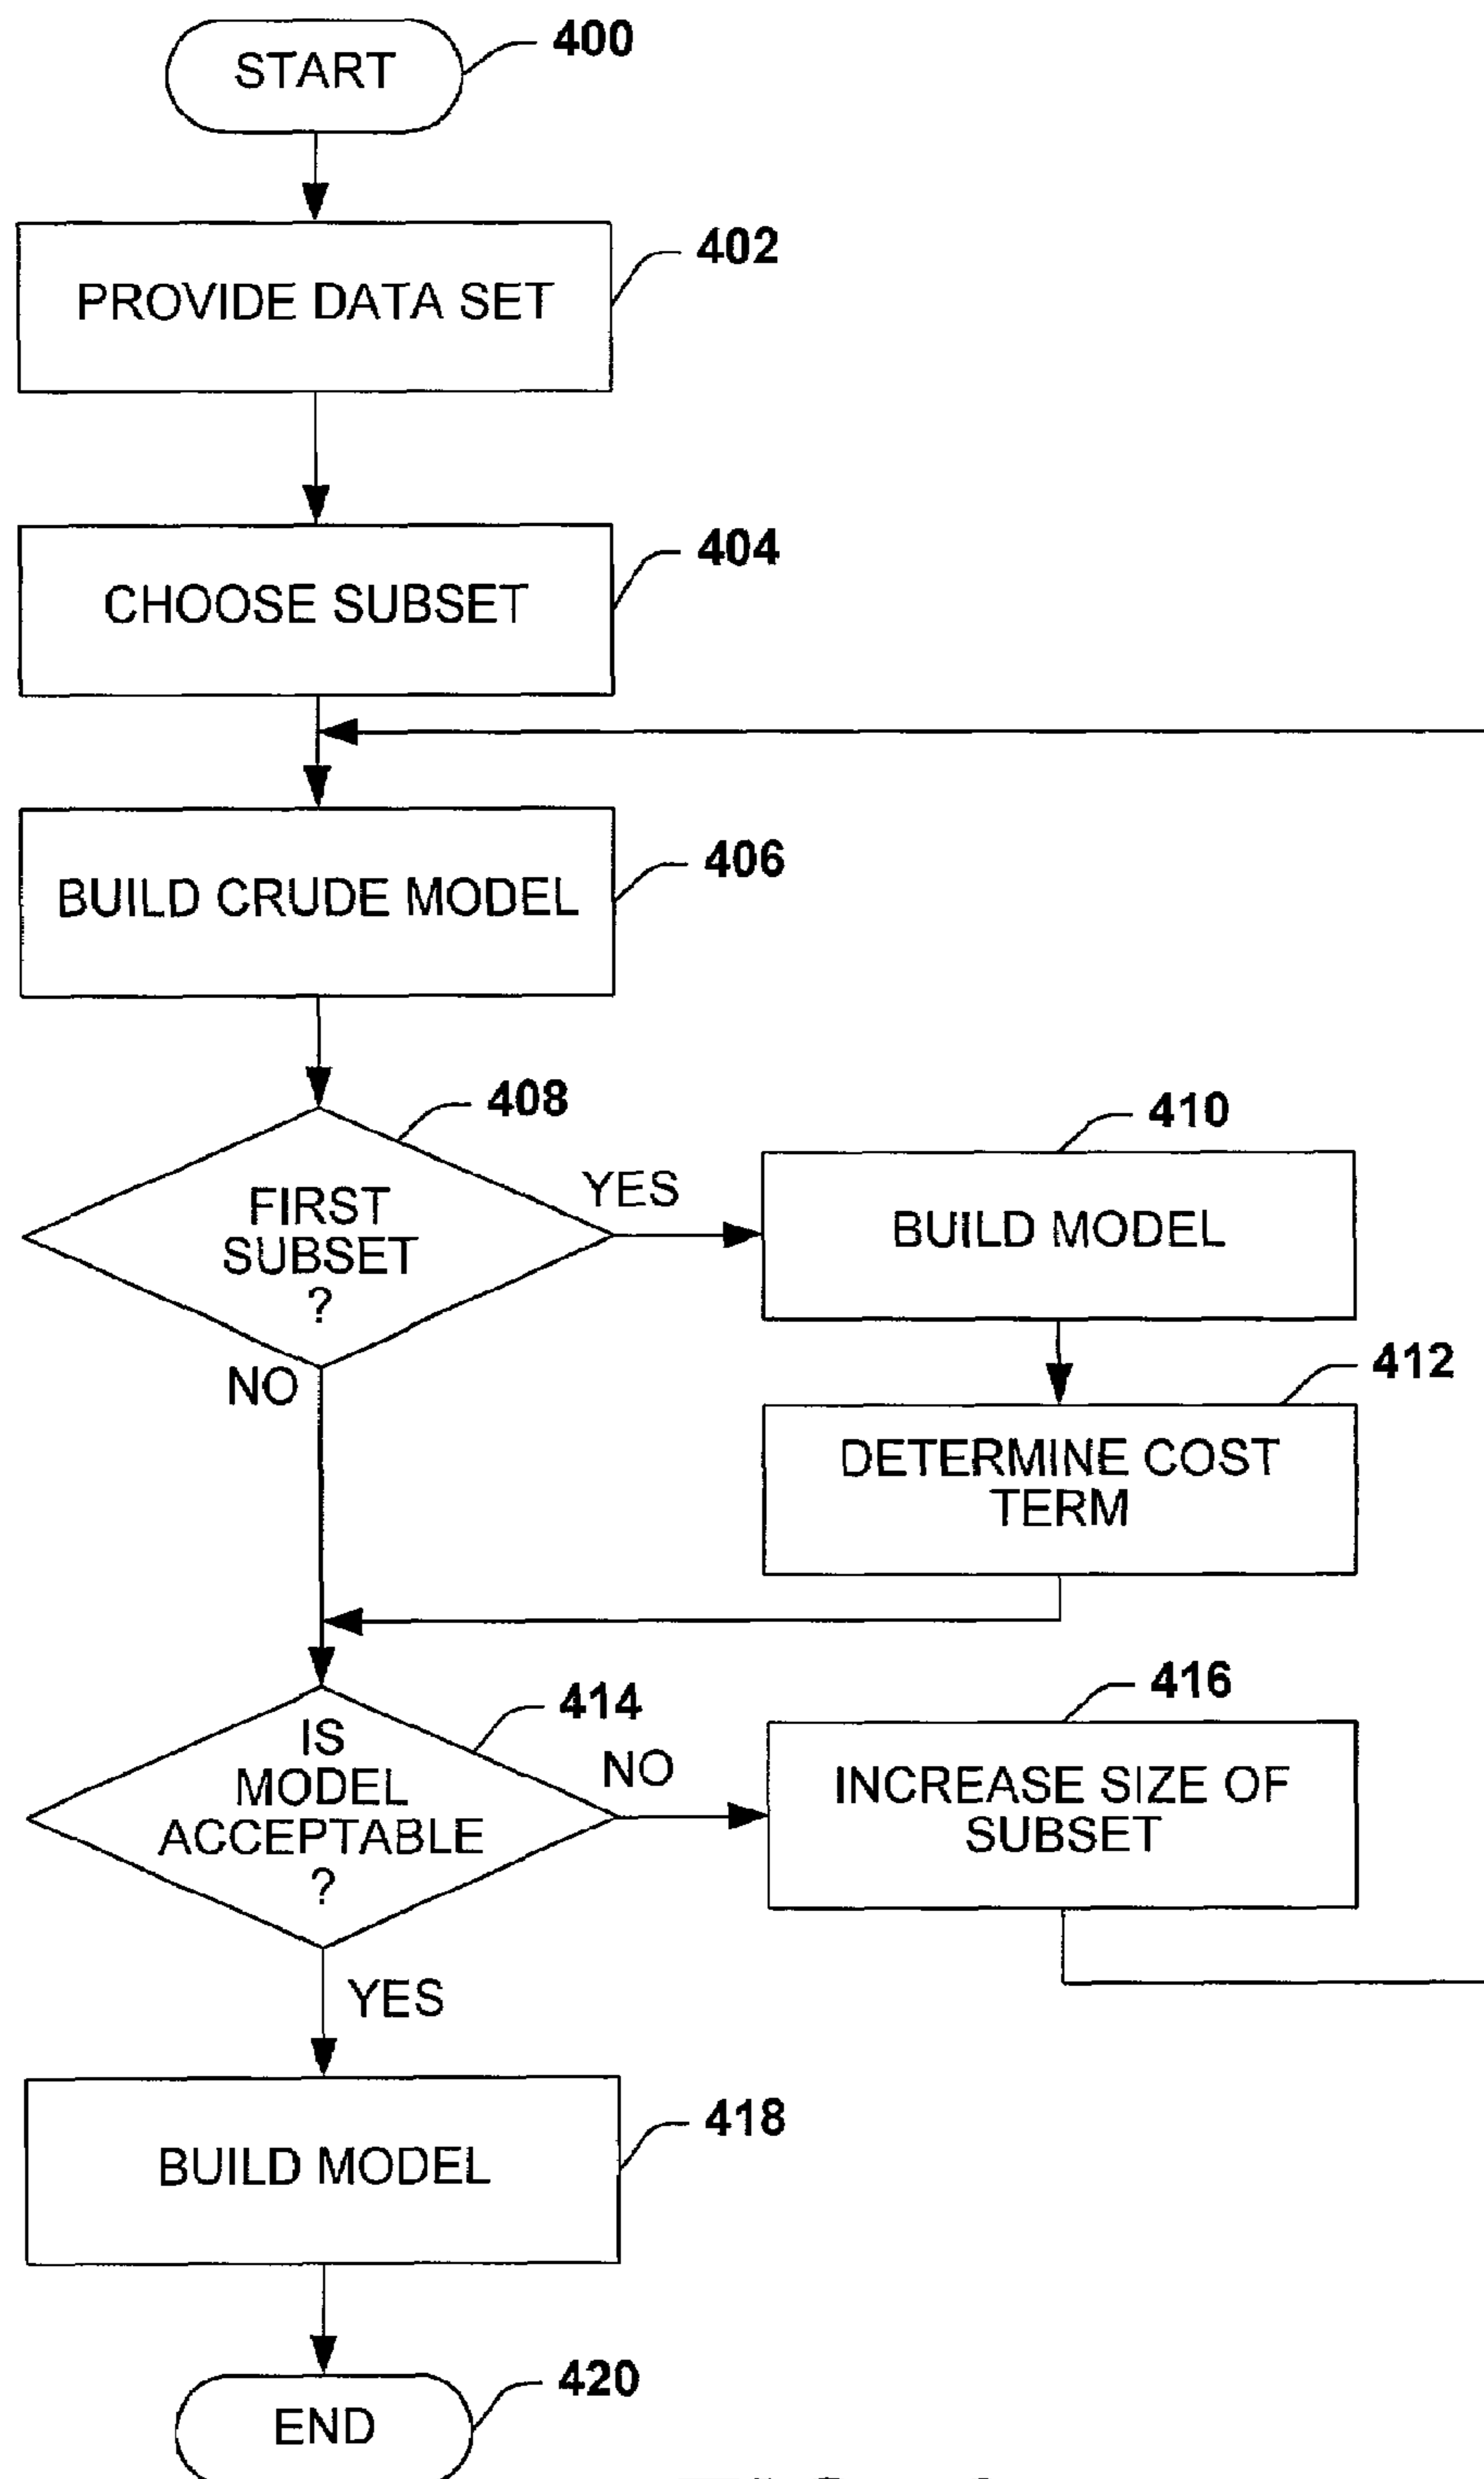 START
400
PROVIDE DATA SET
402
CHOOSE SUBSET
404
BUILD CRUDE MODEL
406
FIRST
SUBSET
?
408
YES
NO
BUILD MODEL
410
DETERMINE COST
TERM
412
IS
MODEL
ACCEPTABLE
?
414
NO
YES
INCREASE SIZE OF
SUBSET
416
BUILD MODEL
418
END
420